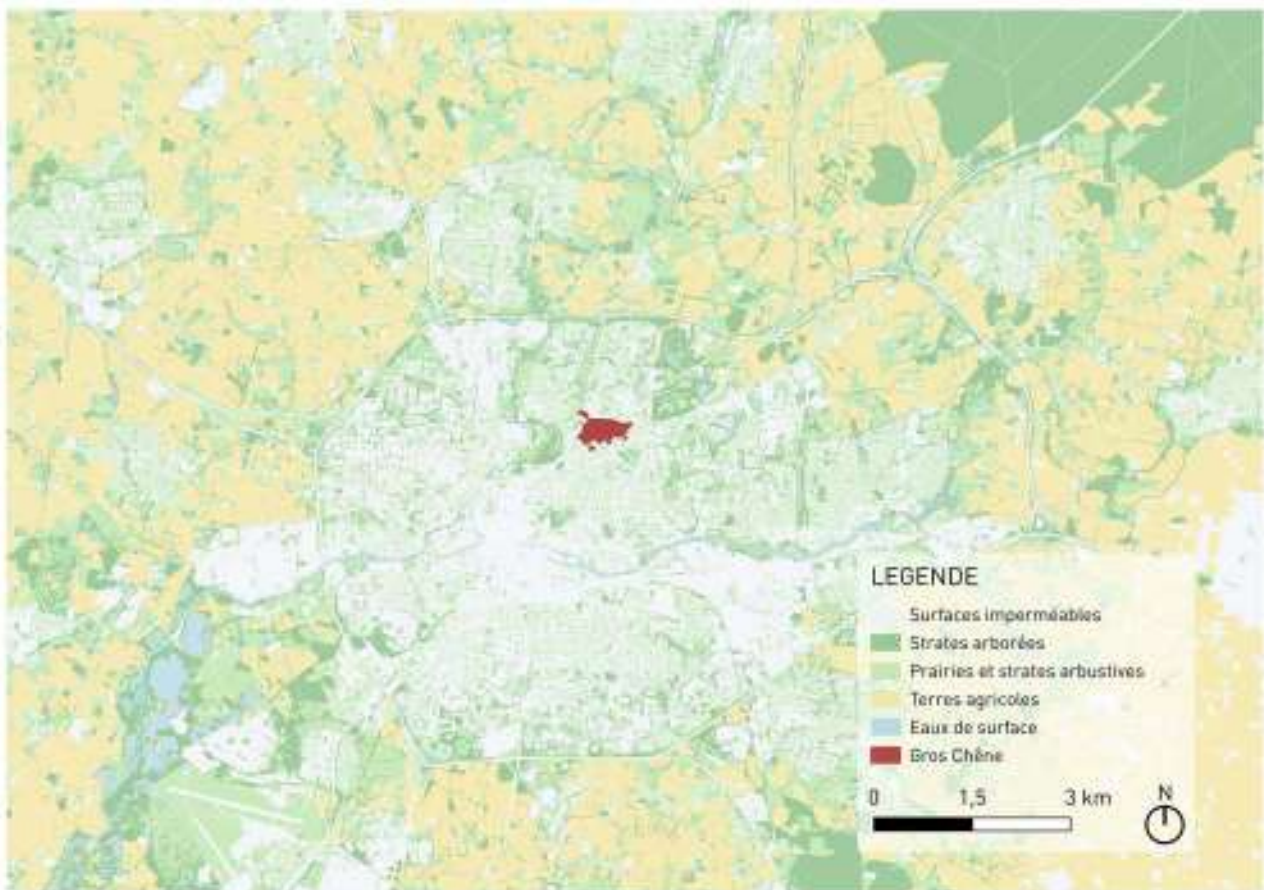 LEGENDE
Surfaces imperméables
Strates arborées
Prairies et strates arbustives
Terres agricoles
Eaux de surface
Gros Chêne
0 1,5 3 km
N